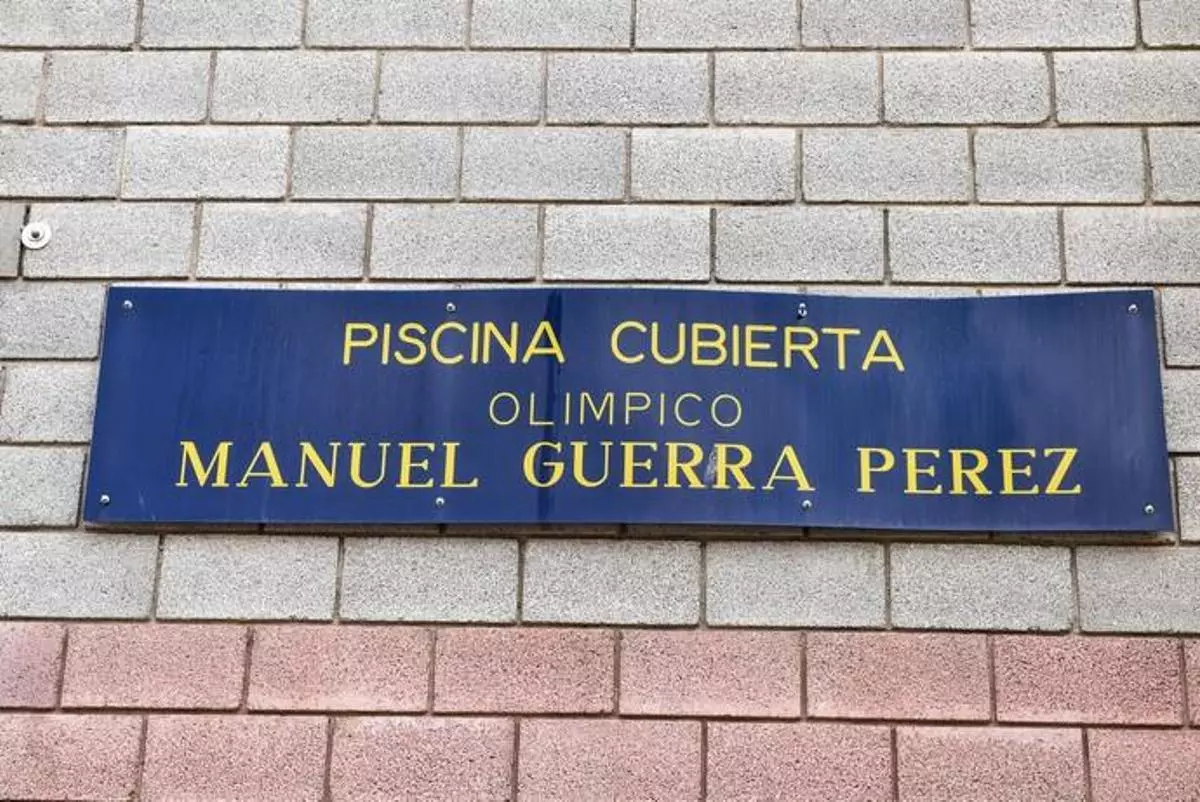 PISCINA CUBIERTA
OLIMPICO
MANUEL GUERRA PEREZ